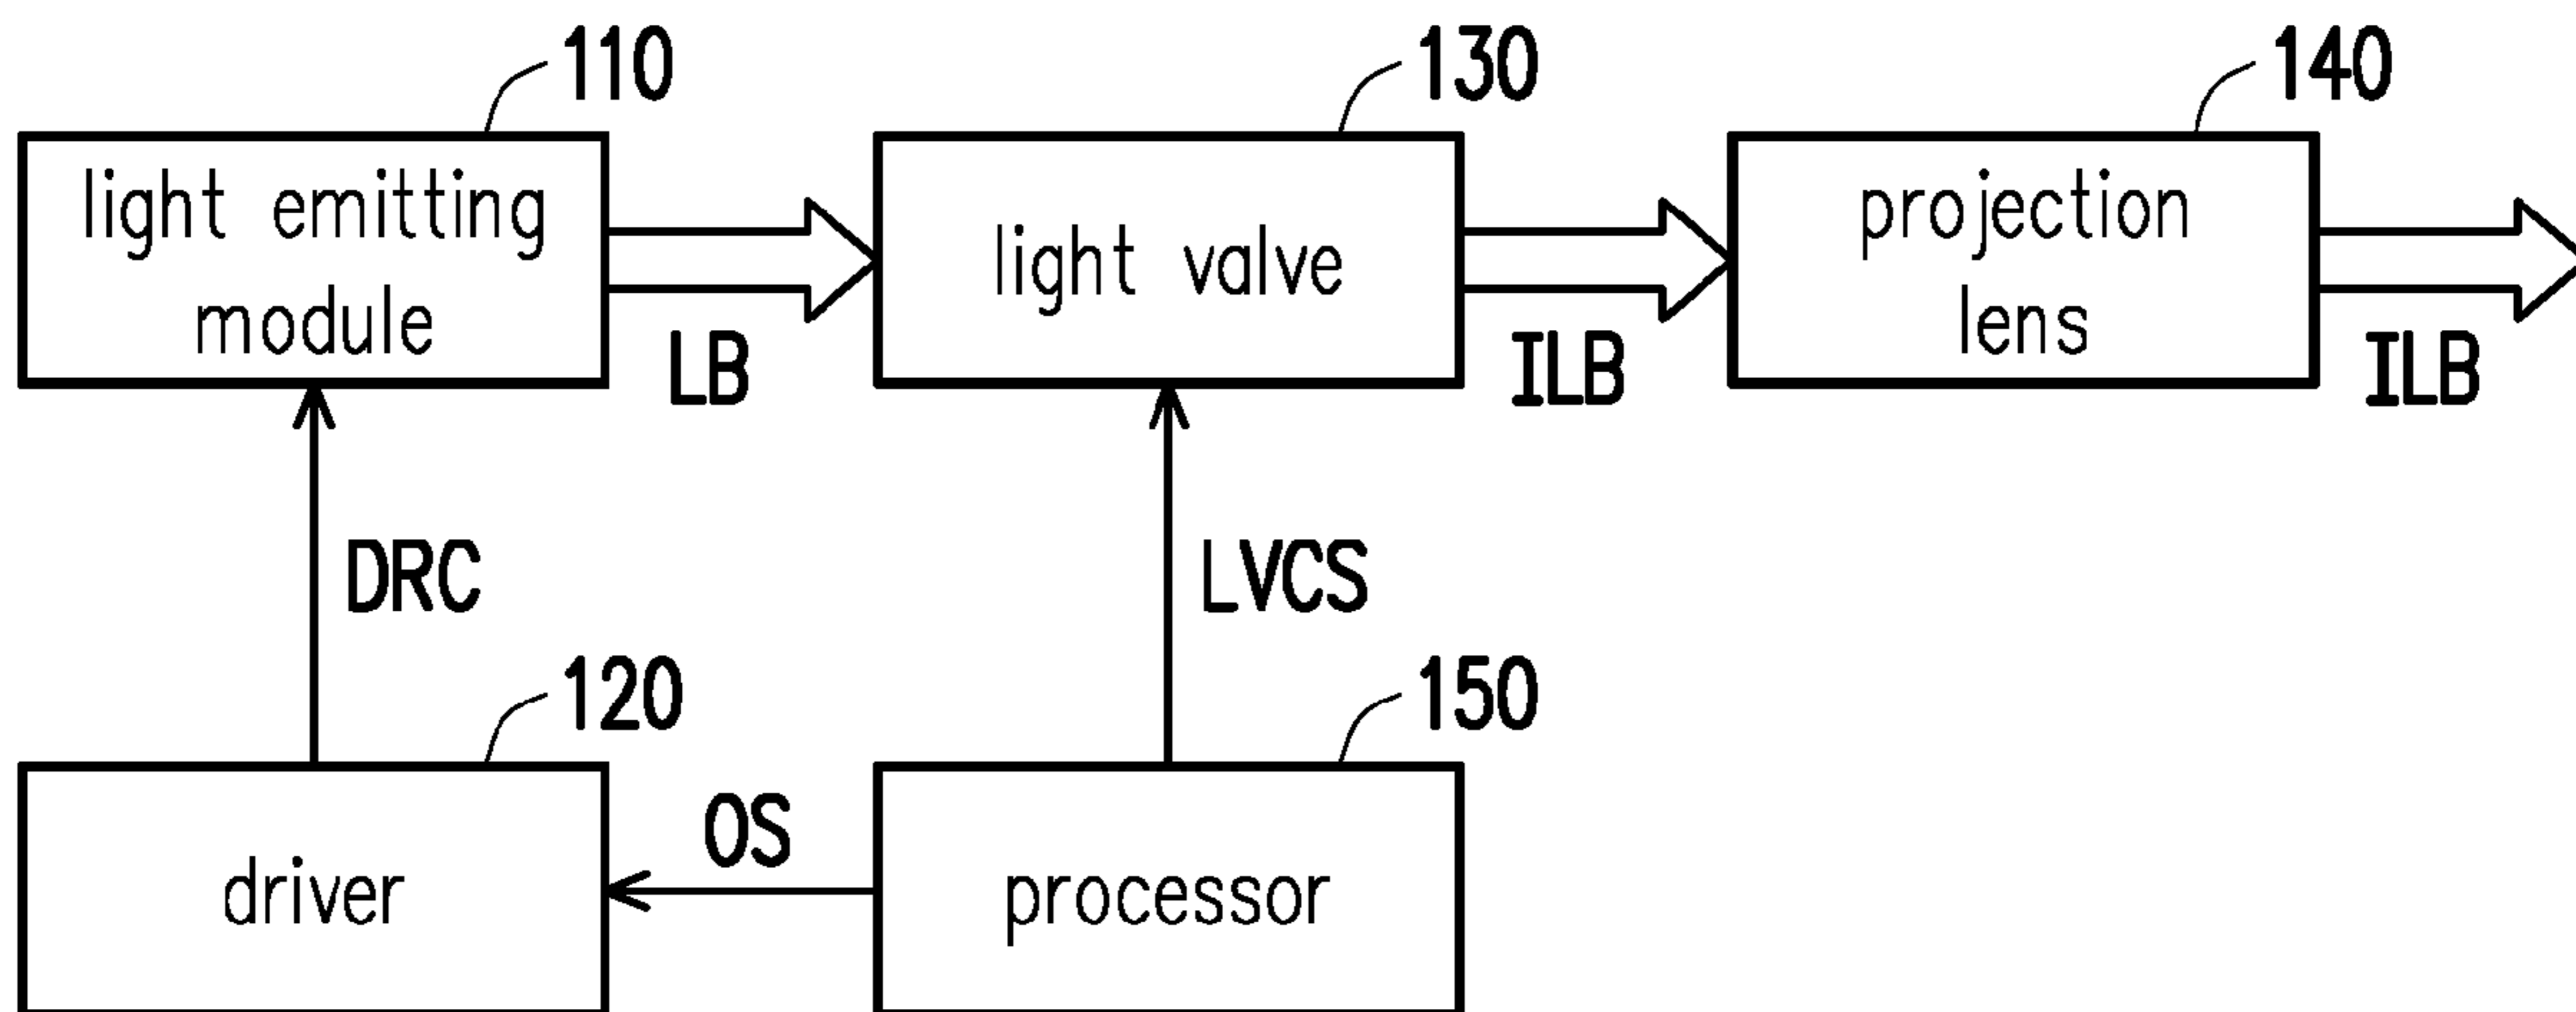 110
130
140
light emitting
module
light valve
projection
lens
LB
ILB
ILB
DRC
LVCS
120
150
OS
driver
processor